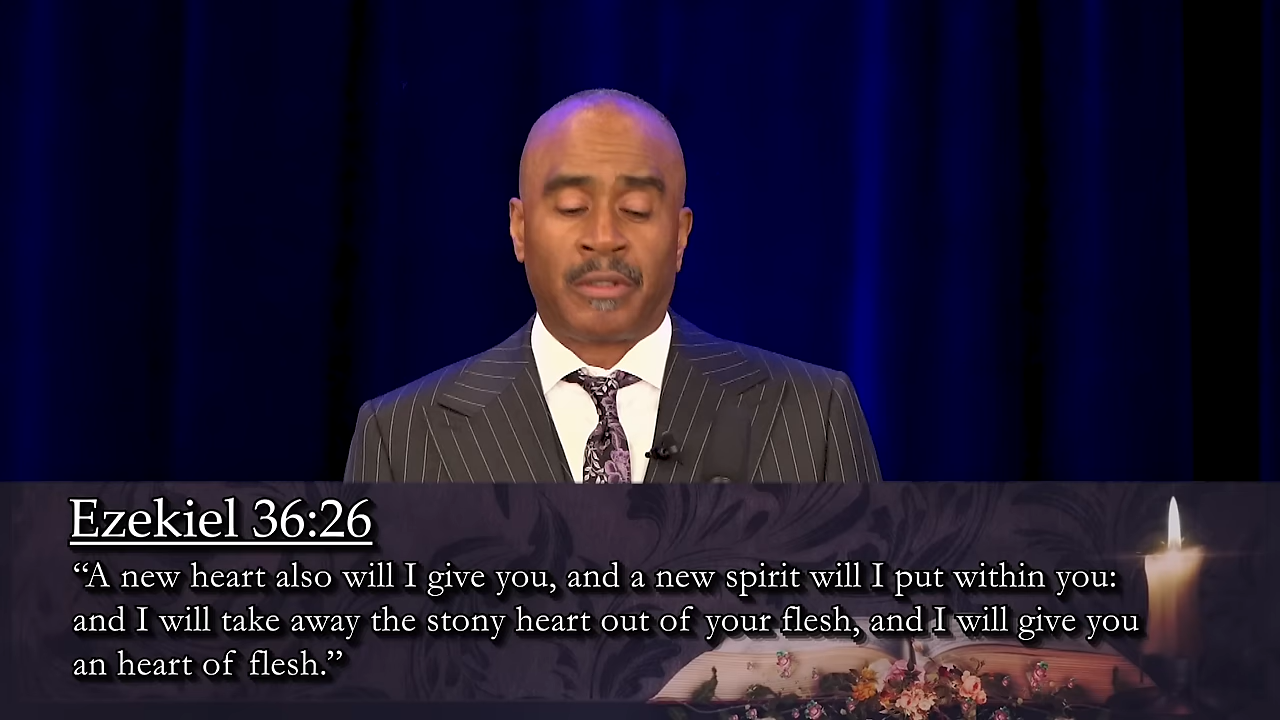 Ezekiel 36:26
“A new heart also will I give you, and a new spirit will I put within you:
and I will take away the stony heart out of your flesh, and I will give you
an heart of flesh.”